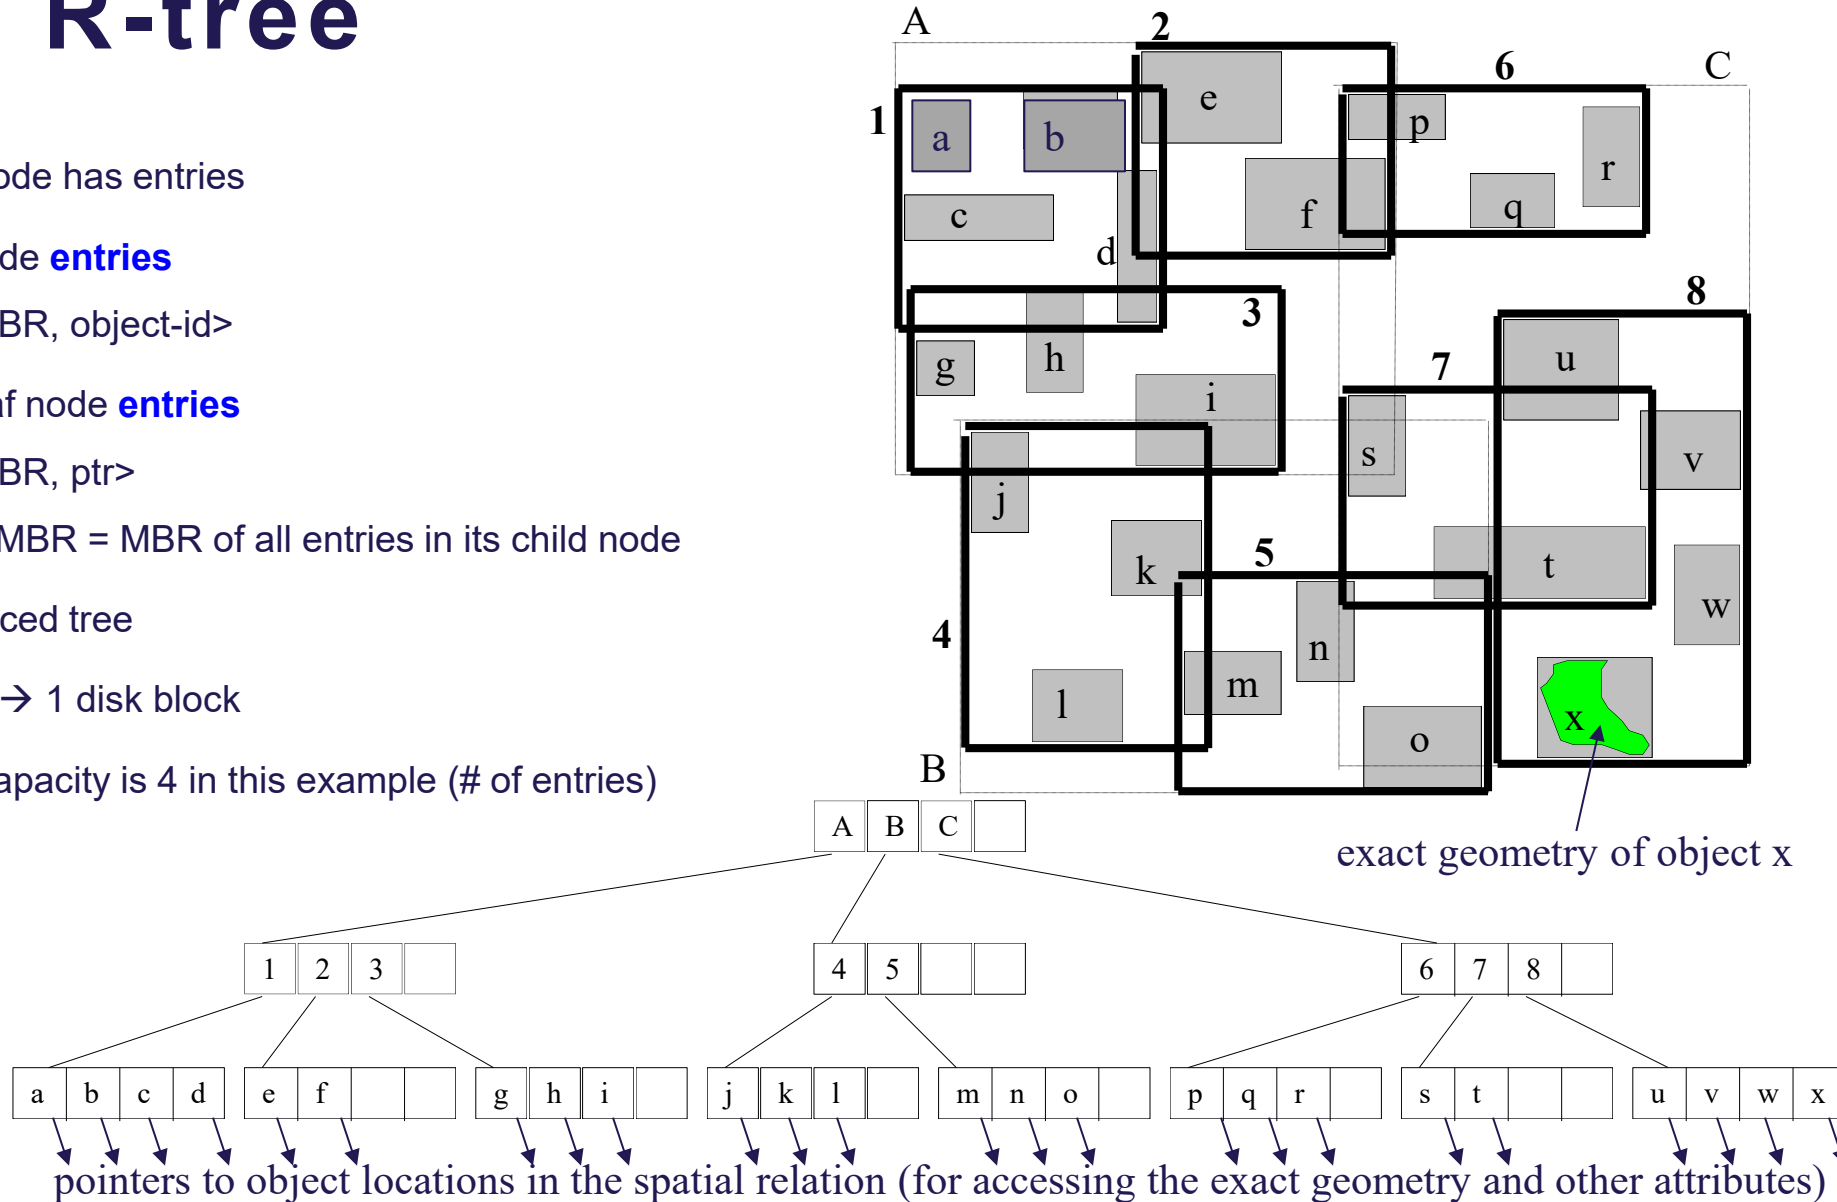 R-tree
ode has entries
de entries
BR, object-id>
af node entries
BR, ptr>
MBR = MBR of all entries in its child node
ced tree
→ 1 disk block
apacity is 4 in this example (# of entries)
A
2
6
C
1
a
b
e
p
r
c
f
q
d
8
3
g
h
7
u
i
s
v
j
5
k
t
4
n
w
l
m
x
o
B
exact geometry of object x
A B C
1 2 3
4 5
6 7 8
a b c d
e f
g h i
j k l
m n o
p q r
s t
u v w x
pointers to object locations in the spatial relation (for accessing the exact geometry and other attributes)